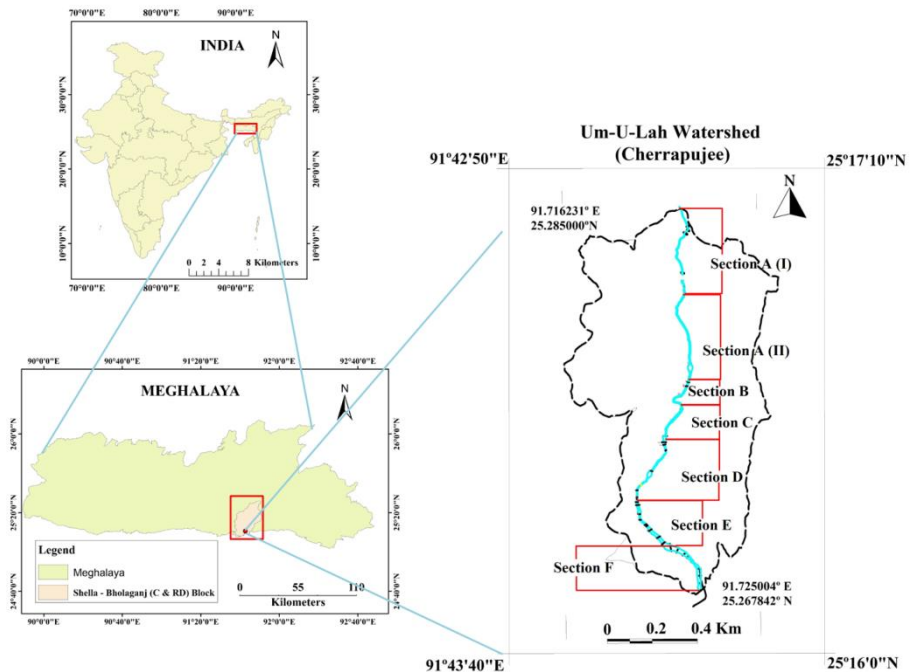 70°0'0"E 80°0'0"E 90°0'0"E
INDIA
N
30°0'0"N
20°0'0"N
10°0'0"N
30°0'0"N
20°0'0"N
10°0'0"N
0 2 4 8 Kilometers
70°0'0"E 80°0'0"E 90°0'0"E
90°0'0"E 90°40'0"E 91°20'0"E 92°0'0"E 92°40'0"E
MEGHALAYA
N
26°0'0"N
25°20'0"N
24°40'0"N
26°0'0"N
25°20'0"N
24°40'0"N
Legend
Meghalaya
Shella - Bholaganj (C & RD) Block
0 55 110
Kilometers
90°0'0"E 90°40'0"E 91°20'0"E 92°0'0"E 92°40'0"E
Um-U-Lah Watershed
(Cherrapujee)
91°42'50"E
25°17'10"N
N
91.716231° E
25.285000°N
Section A (I)
Section A (II)
Section B
Section C
Section D
Section E
Section F
91.725004° E
25.267842° N
0 0.2 0.4 Km
91°43'40"E
25°16'0"N